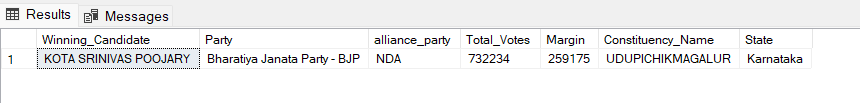 Results Messages
Winning_Candidate Party alliance_party Total_Votes Margin Constituency_Name State
1 KOTA SRINIVAS POOJARY Bharatiya Janata Party - BJP NDA 732234 259175 UDUPICHIKMAGALUR Karnataka